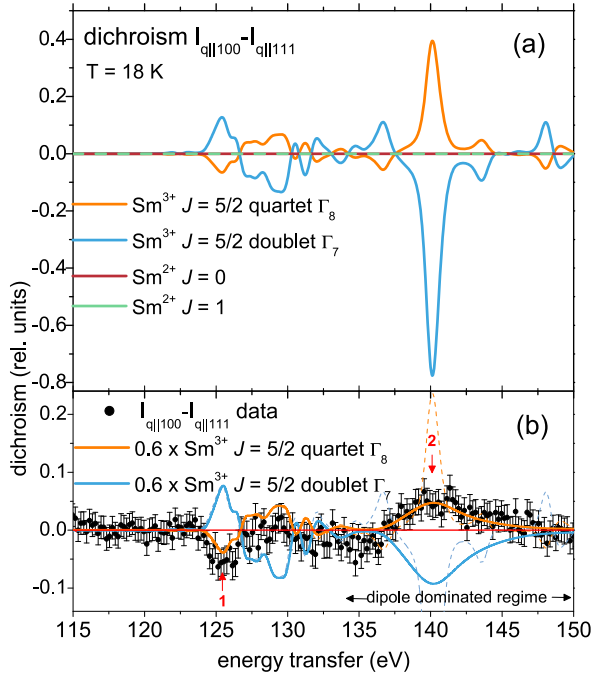 dichroism I_q||100-I_q||111
(a)
T = 18 K
0.4
0.2
0.0
-0.2
-0.4
-0.6
-0.8
Sm³⁺ J = 5/2 quartet Γ₈
Sm³⁺ J = 5/2 doublet Γ₇
Sm²⁺ J = 0
Sm²⁺ J = 1
dichroism (rel. units)
I_q||100-I_q||111 data
(b)
0.6 x Sm³⁺ J = 5/2 quartet Γ₈
0.6 x Sm³⁺ J = 5/2 doublet Γ₇
0.2
0.1
0.0
-0.1
2
1
dipole dominated regime
115 120 125 130 135 140 145 150
energy transfer (eV)